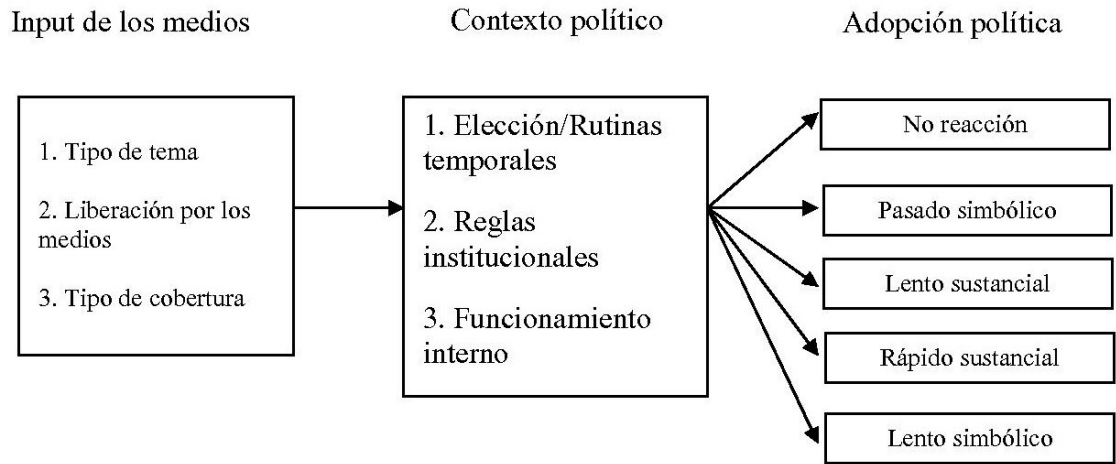 Input de los medios
Contexto político
Adopción política
1. Tipo de tema
2. Liberación por los
medios
3. Tipo de cobertura
1. Elección/Rutinas
temporales
2. Reglas
institucionales
3. Funcionamiento
interno
No reacción
Pasado simbólico
Lento sustancial
Rápido sustancial
Lento simbólico